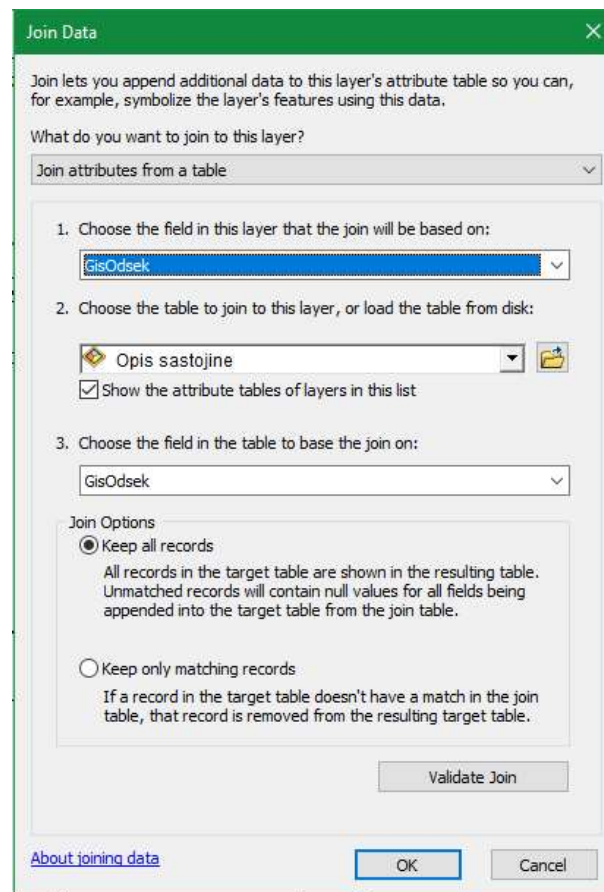 Join Data
Join lets you append additional data to this layer's attribute table so you can,
for example, symbolize the layer's features using this data.
What do you want to join to this layer?
Join attributes from a table
1. Choose the field in this layer that the join will be based on:
GisOdsek
2. Choose the table to join to this layer, or load the table from disk:
Opis sastojine
Show the attribute tables of layers in this list
3. Choose the field in the table to base the join on:
GisOdsek
Join Options
Keep all records
All records in the target table are shown in the resulting table.
Unmatched records will contain null values for all fields being
appended into the target table from the join table.
Keep only matching records
If a record in the target table doesn't have a match in the join
table, that record is removed from the resulting target table.
Validate Join
About joining data
OK
Cancel